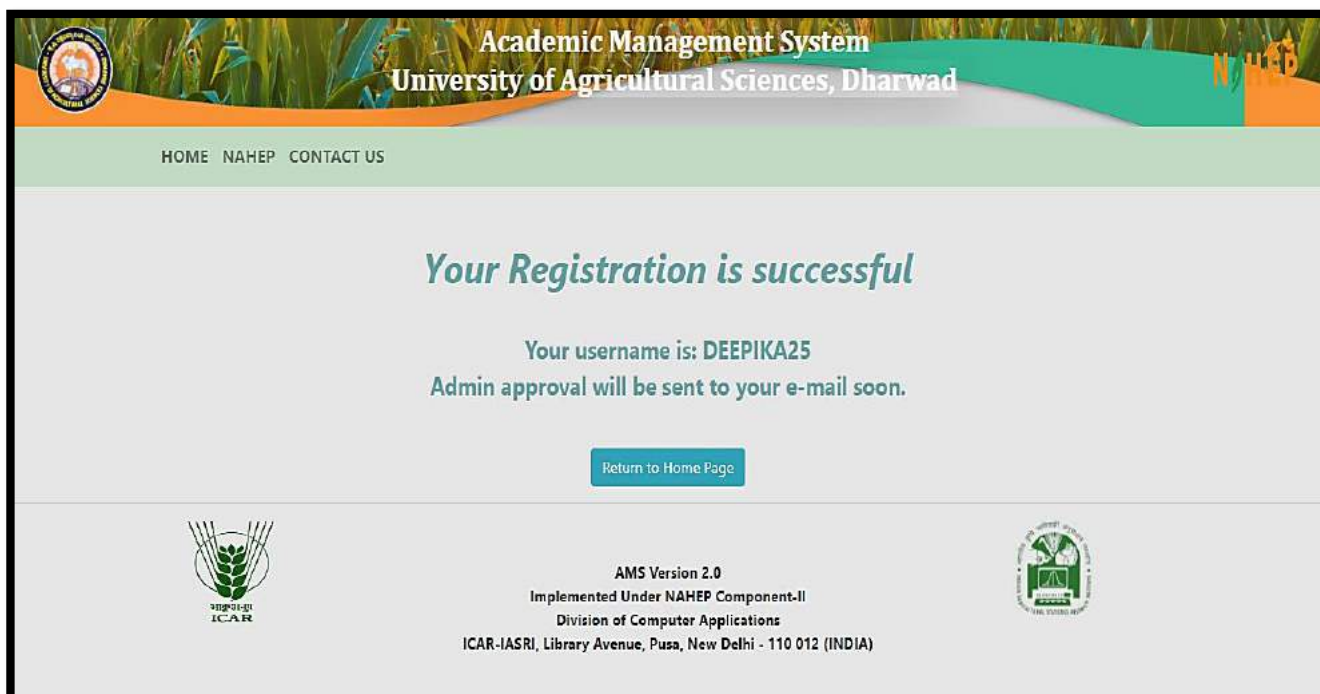 Academic Management System
University of Agricultural Sciences, Dharwad
NAHEP
HOME NAHEP CONTACT US
Your Registration is successful
Your username is: DEEPIKA25
Admin approval will be sent to your e-mail soon.
Return to Home Page
ICAR
AMS Version 2.0
Implemented Under NAHEP Component-II
Division of Computer Applications
ICAR-IASRI, Library Avenue, Pusa, New Delhi - 110 012 (INDIA)